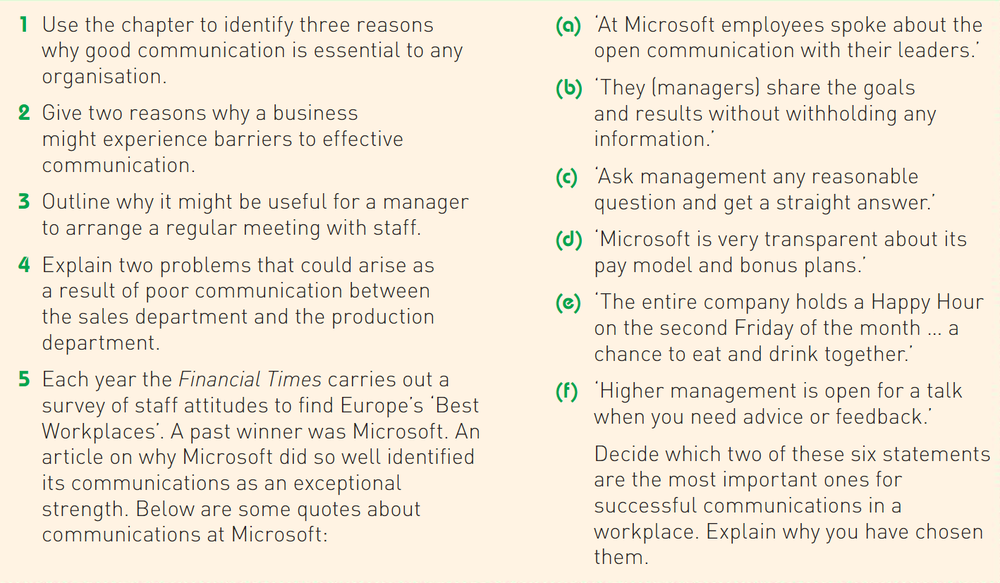 1 Use the chapter to identify three reasons
why good communication is essential to any
organisation.
2 Give two reasons why a business
might experience barriers to effective
communication.
3 Outline why it might be useful for a manager
to arrange a regular meeting with staff.
4 Explain two problems that could arise as
a result of poor communication between
the sales department and the production
department.
5 Each year the Financial Times carries out a
survey of staff attitudes to find Europe’s ‘Best
Workplaces’. A past winner was Microsoft. An
article on why Microsoft did so well identified
its communications as an exceptional
strength. Below are some quotes about
communications at Microsoft:
(a) ‘At Microsoft employees spoke about the
open communication with their leaders.’
(b) ‘They (managers) share the goals
and results without withholding any
information.’
(c) ‘Ask management any reasonable
question and get a straight answer.’
(d) ‘Microsoft is very transparent about its
pay model and bonus plans.’
(e) ‘The entire company holds a Happy Hour
on the second Friday of the month ... a
chance to eat and drink together.’
(f) ‘Higher management is open for a talk
when you need advice or feedback.’
Decide which two of these six statements
are the most important ones for
successful communications in a
workplace. Explain why you have chosen
them.